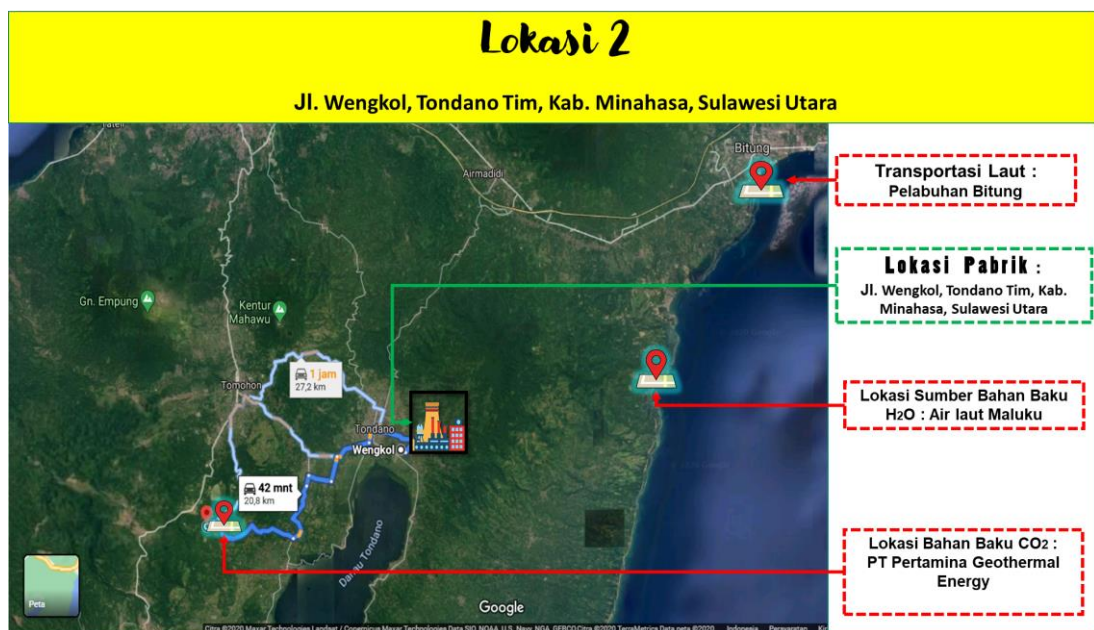 Lokasi 2
Jl. Wengkol, Tondano Tim, Kab. Minahasa, Sulawesi Utara
Bitung
Airmadidi
Gn. Empung
Kentur
Mahawu
1 jam
27,2 km
Tomohon
Tondano
Wengkol
42 mnt
20,8 km
Danau Tondano
Peta
Google
Transportasi Laut :
Pelabuhan Bitung
Lokasi Pabrik :
Jl. Wengkol, Tondano Tim, Kab.
Minahasa, Sulawesi Utara
Lokasi Sumber Bahan Baku
H2O : Air laut Maluku
Lokasi Bahan Baku CO2 :
PT Pertamina Geothermal
Energy